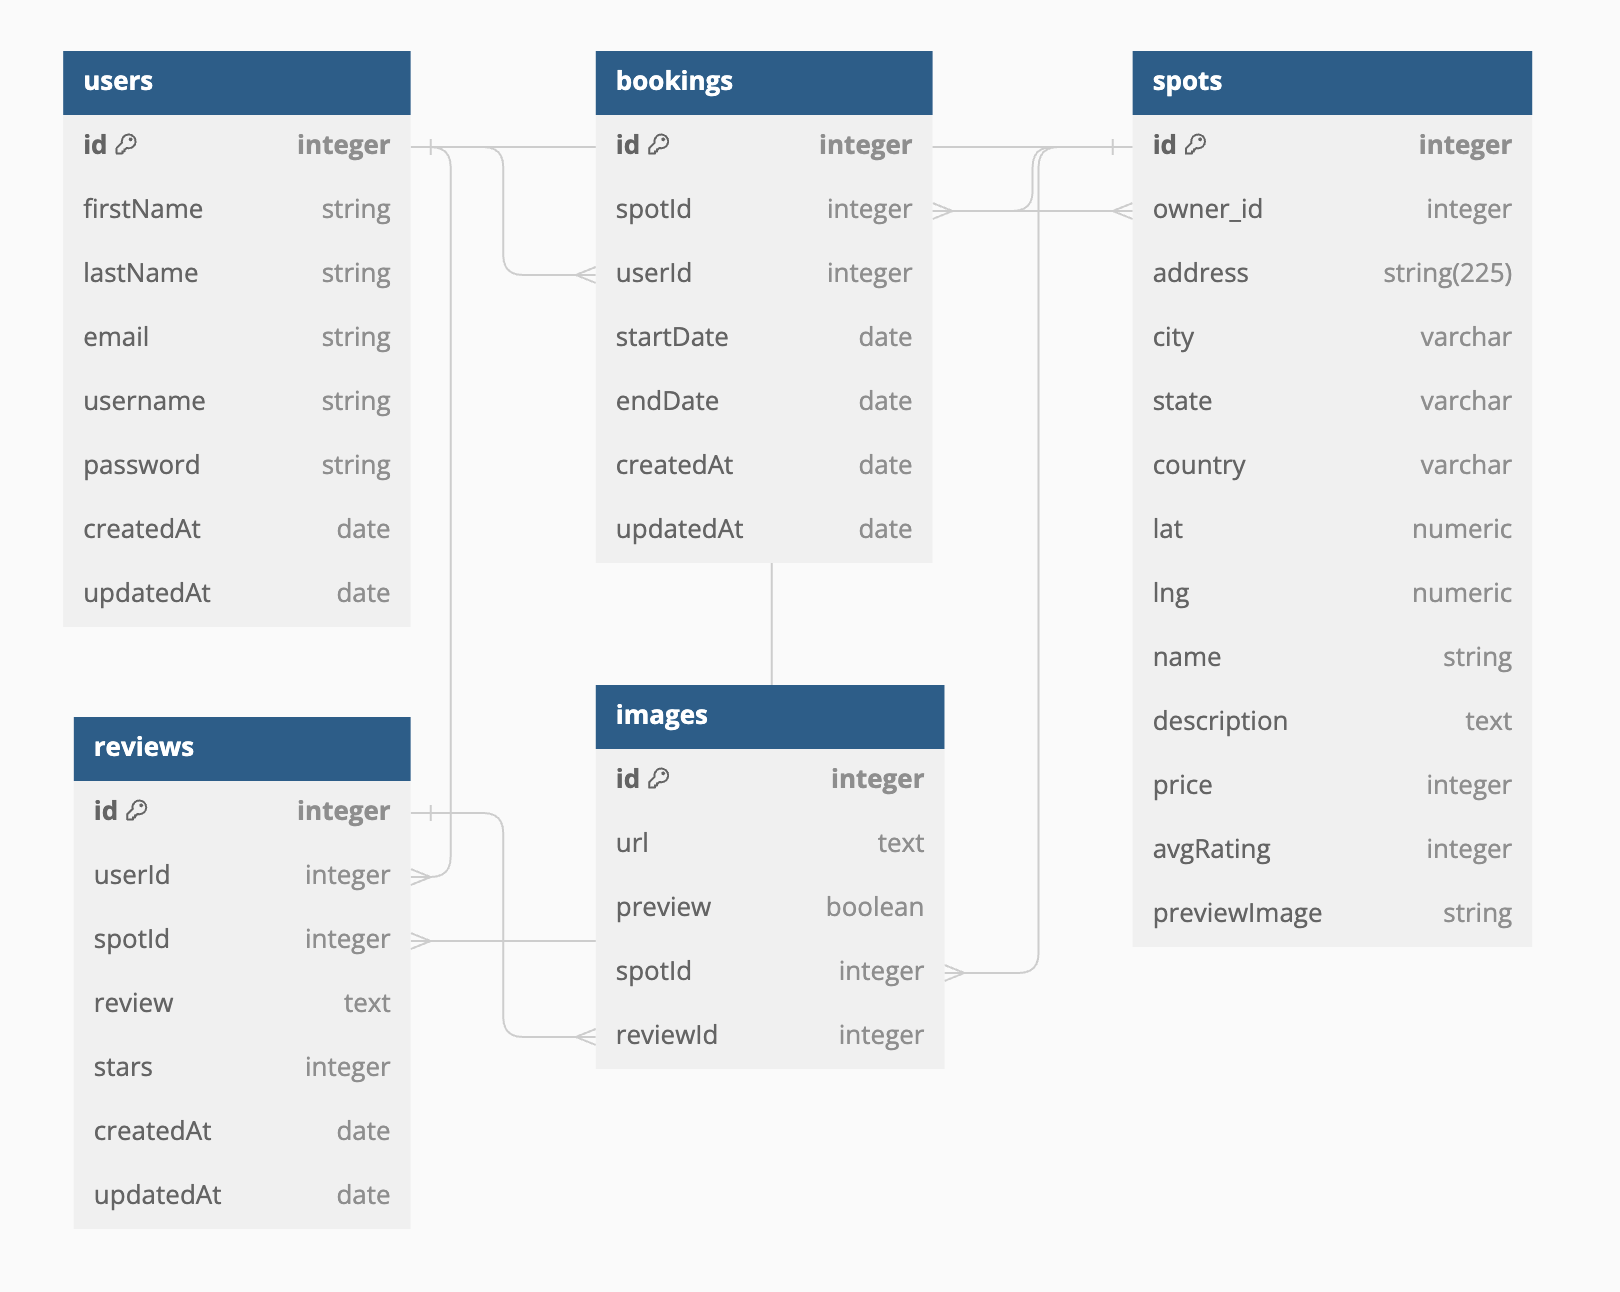 users
id integer
firstName string
lastName string
email string
username string
password string
createdAt date
updatedAt date
bookings
id integer
spotId integer
userId integer
startDate date
endDate date
createdAt date
updatedAt date
spots
id integer
owner_id integer
address string(225)
city varchar
state varchar
country varchar
lat numeric
lng numeric
name string
description text
price integer
avgRating integer
previewImage string
reviews
id integer
userId integer
spotId integer
review text
stars integer
createdAt date
updatedAt date
images
id integer
url text
preview boolean
spotId integer
reviewId integer